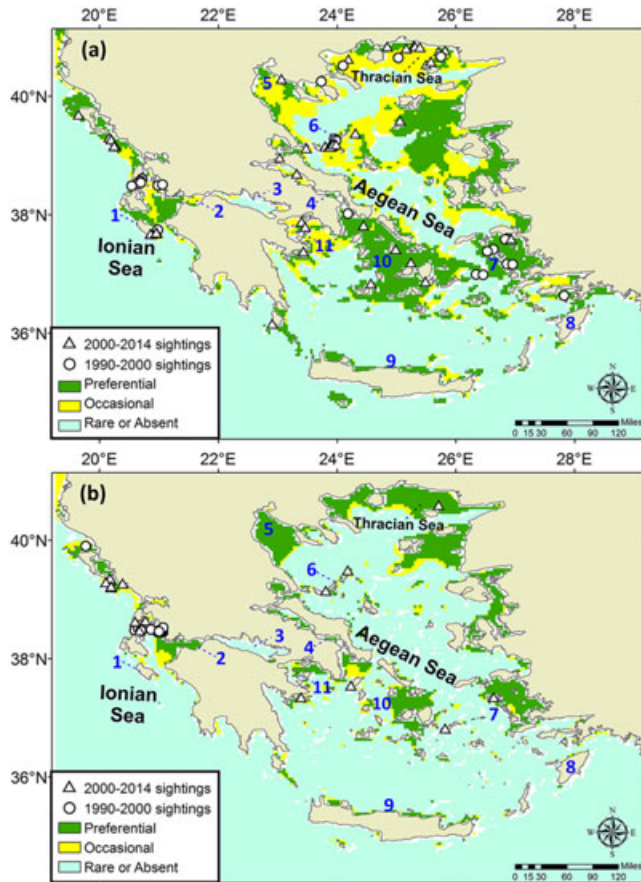 20°E 22°E 24°E 26°E 28°E
(a)
Thracian Sea
40°N
5
6
Aegean Sea
3
4
38°N
1
2
Ionian
Sea
11
10
7
36°N
8
9
△ 2000-2014 sightings
○ 1990-2000 sightings
Preferential
Occasional
Rare or Absent
N
W E
S
Miles
0 15 30 60 90 120
20°E 22°E 24°E 26°E 28°E
(b)
Thracian Sea
40°N
5
6
Aegean Sea
3
4
38°N
1
2
Ionian
Sea
11
10
7
36°N
8
9
△ 2000-2014 sightings
○ 1990-2000 sightings
Preferential
Occasional
Rare or Absent
N
W E
S
Miles
0 15 30 60 90 120